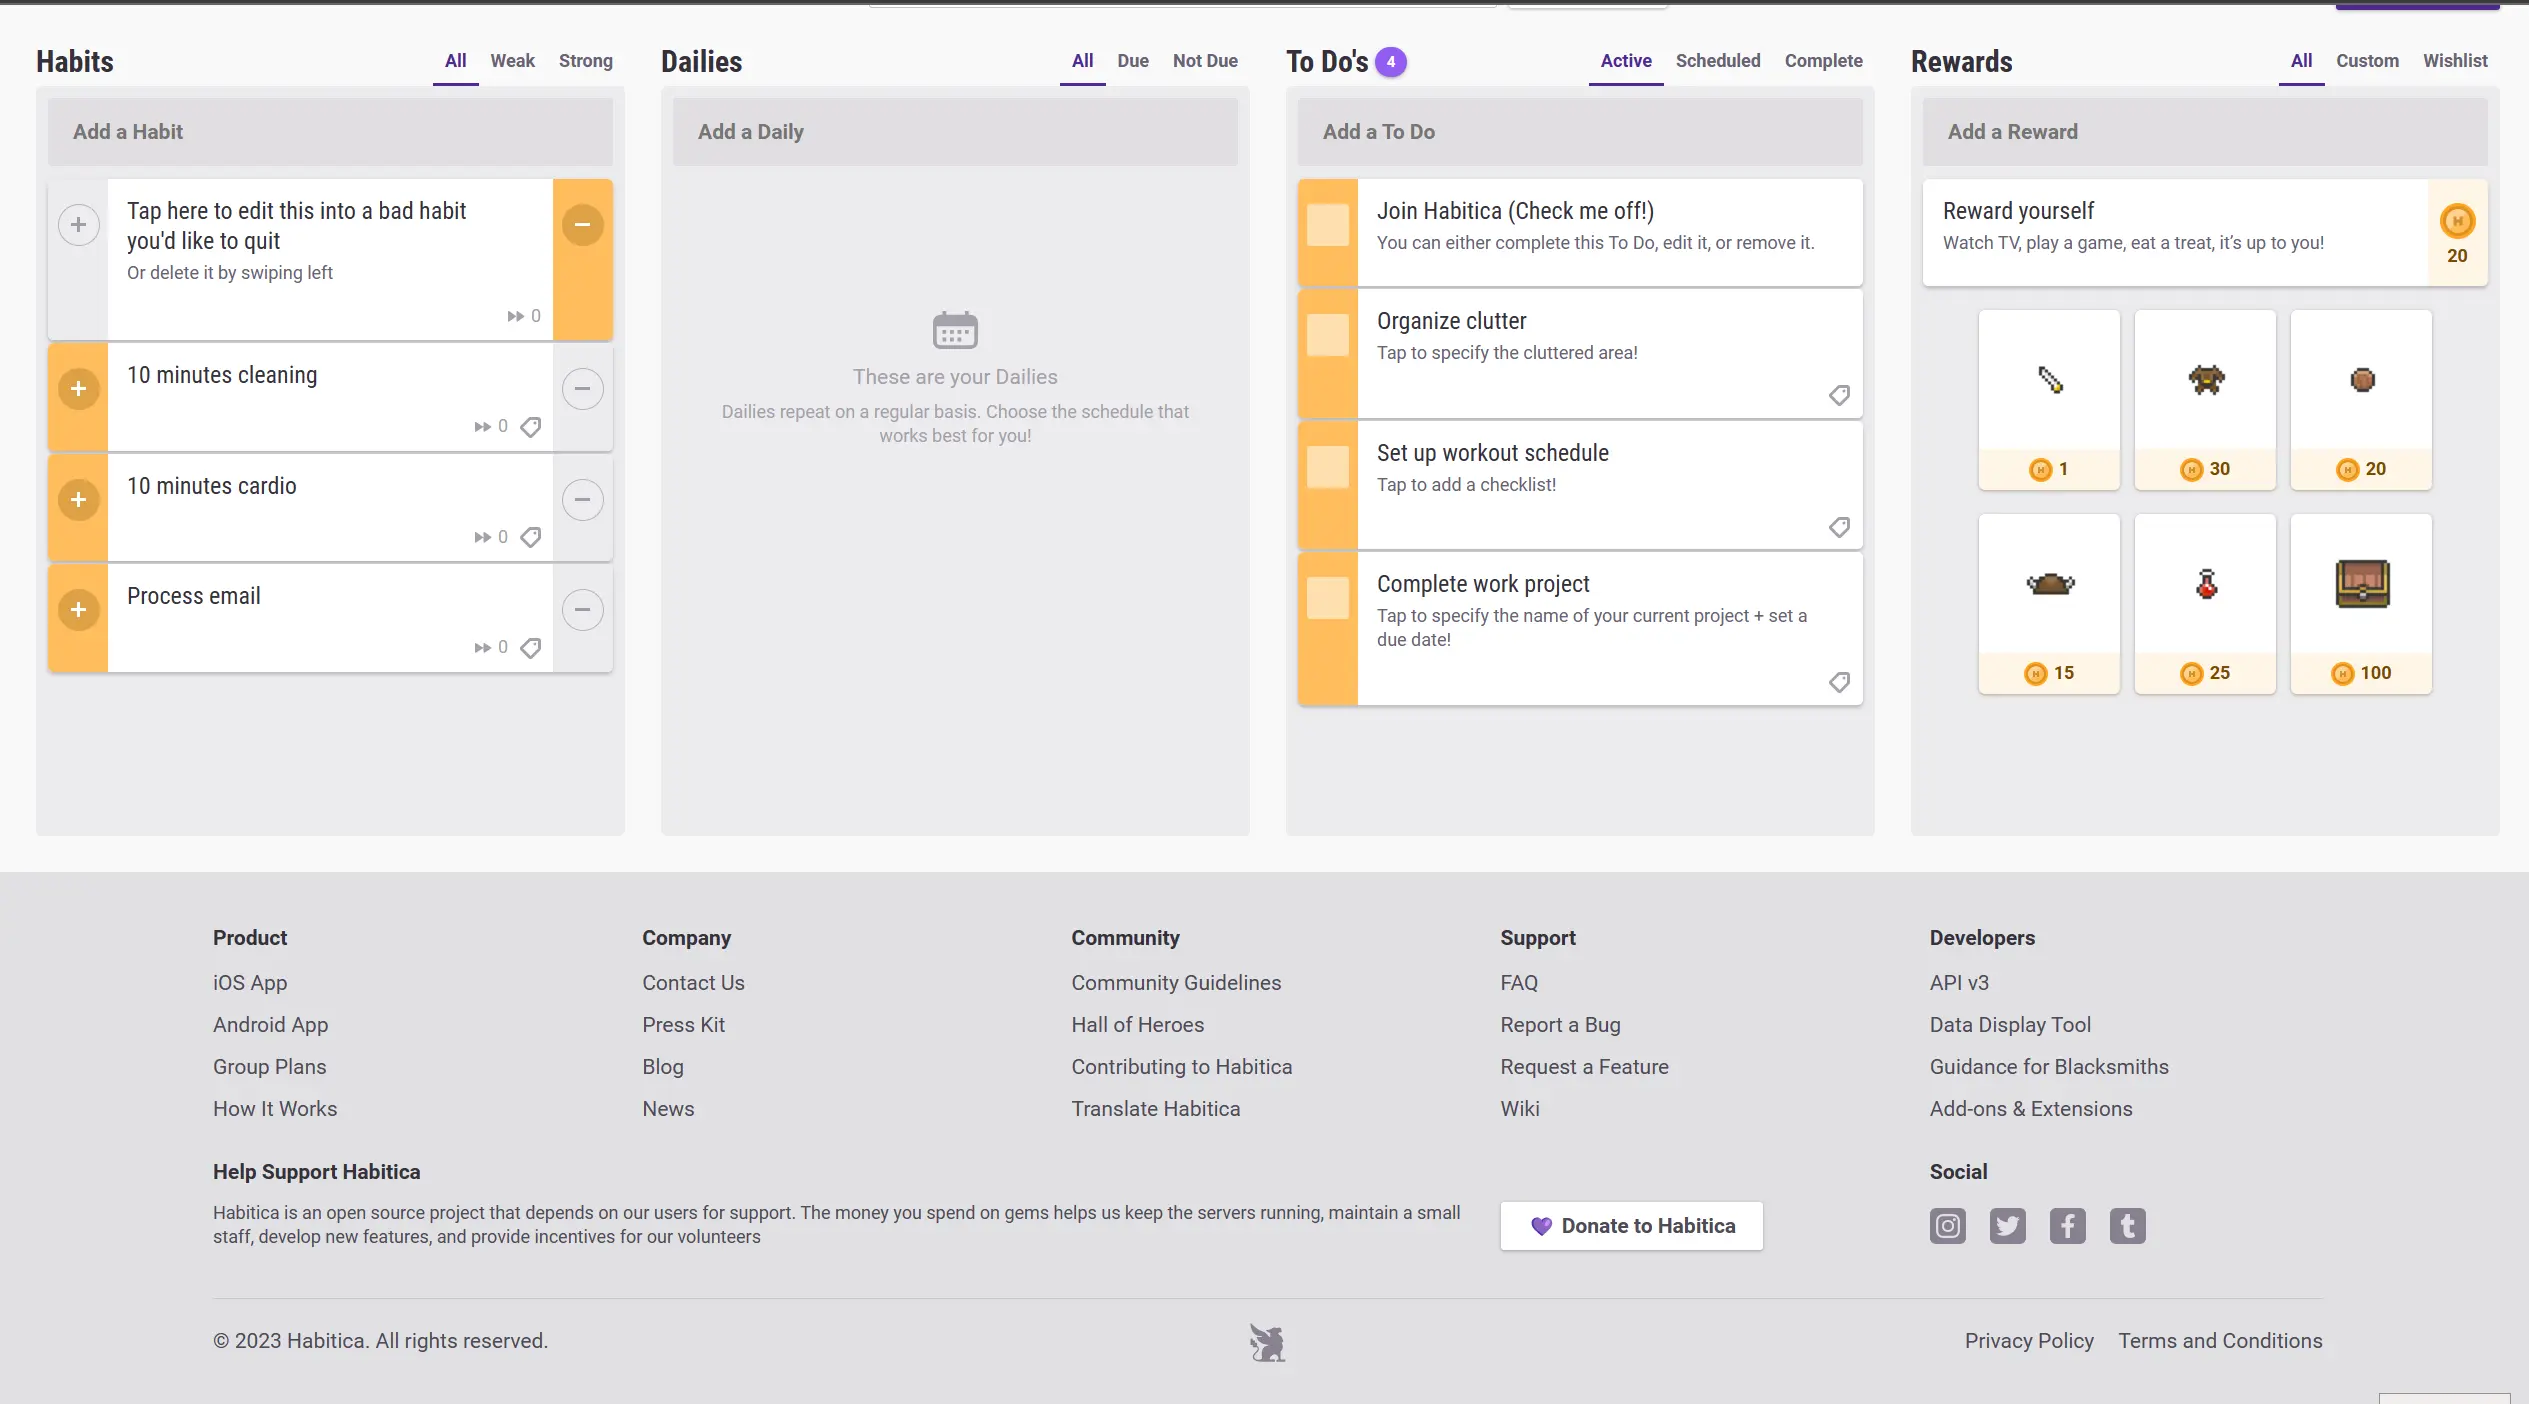 Habits
All Weak Strong
Add a Habit
Tap here to edit this into a bad habit
you'd like to quit
Or delete it by swiping left
0
10 minutes cleaning
0
10 minutes cardio
0
Process email
0
Dailies
All Due Not Due
Add a Daily
These are your Dailies
Dailies repeat on a regular basis. Choose the schedule that
works best for you!
To Do's 4
Active Scheduled Complete
Add a To Do
Join Habitica (Check me off!)
You can either complete this To Do, edit it, or remove it.
Organize clutter
Tap to specify the cluttered area!
Set up workout schedule
Tap to add a checklist!
Complete work project
Tap to specify the name of your current project + set a
due date!
Rewards
All Custom Wishlist
Add a Reward
Reward yourself
Watch TV, play a game, eat a treat, it’s up to you!
20
1 30 20
15 25 100
Product
iOS App
Android App
Group Plans
How It Works
Company
Contact Us
Press Kit
Blog
News
Community
Community Guidelines
Hall of Heroes
Contributing to Habitica
Translate Habitica
Support
FAQ
Report a Bug
Request a Feature
Wiki
Developers
API v3
Data Display Tool
Guidance for Blacksmiths
Add-ons & Extensions
Help Support Habitica
Habitica is an open source project that depends on our users for support. The money you spend on gems helps us keep the servers running, maintain a small
staff, develop new features, and provide incentives for our volunteers
Donate to Habitica
Social
© 2023 Habitica. All rights reserved.
Privacy Policy Terms and Conditions